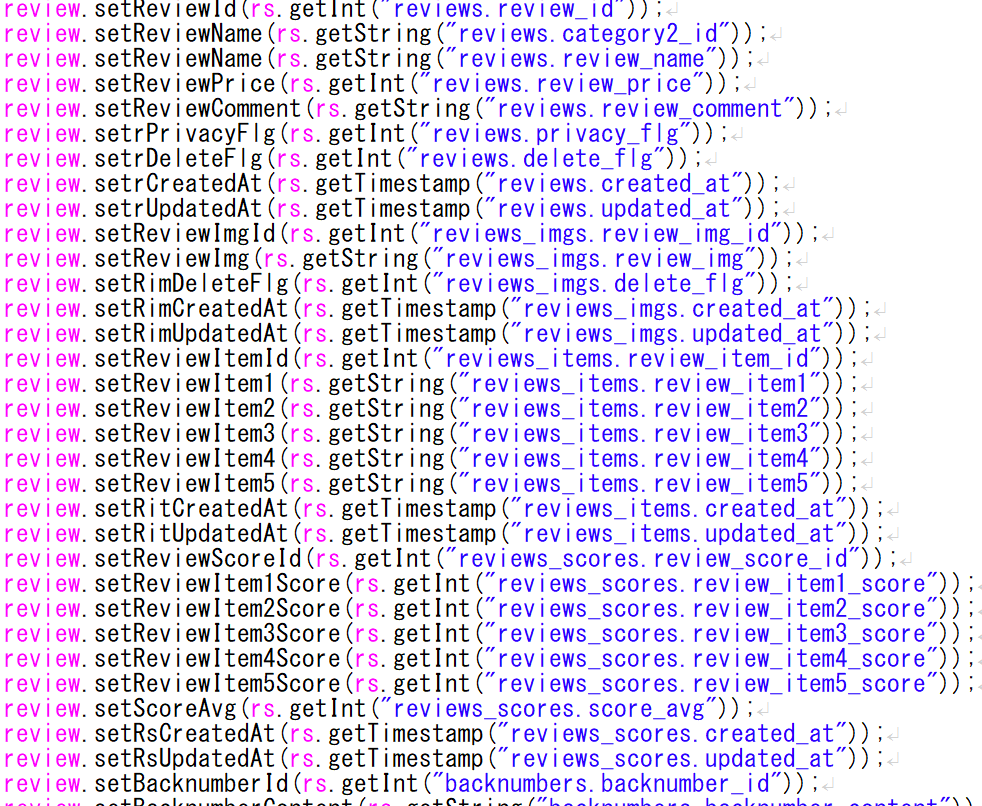 review.setReviewId(rs.getInt("reviews.review_id"));
review.setReviewName(rs.getString("reviews.category2_id"));
review.setReviewName(rs.getString("reviews.review_name"));
review.setReviewPrice(rs.getInt("reviews.review_price"));
review.setReviewComment(rs.getString("reviews.review_comment"));
review.setrPrivacyFlg(rs.getInt("reviews.privacy_flg"));
review.setrDeleteFlg(rs.getInt("reviews.delete_flg"));
review.setrCreatedAt(rs.getTimestamp("reviews.created_at"));
review.setrUpdatedAt(rs.getTimestamp("reviews.updated_at"));
review.setReviewImgId(rs.getInt("reviews_imgs.review_img_id"));
review.setReviewImg(rs.getString("reviews_imgs.review_img"));
review.setRimDeleteFlg(rs.getInt("reviews_imgs.delete_flg"));
review.setRimCreatedAt(rs.getTimestamp("reviews_imgs.created_at"));
review.setRimUpdatedAt(rs.getTimestamp("reviews_imgs.updated_at"));
review.setReviewItemId(rs.getInt("reviews_items.review_item_id"));
review.setReviewItem1(rs.getString("reviews_items.review_item1"));
review.setReviewItem2(rs.getString("reviews_items.review_item2"));
review.setReviewItem3(rs.getString("reviews_items.review_item3"));
review.setReviewItem4(rs.getString("reviews_items.review_item4"));
review.setReviewItem5(rs.getString("reviews_items.review_item5"));
review.setRitCreatedAt(rs.getTimestamp("reviews_items.created_at"));
review.setRitUpdatedAt(rs.getTimestamp("reviews_items.updated_at"));
review.setReviewScoreId(rs.getInt("reviews_scores.review_score_id"));
review.setReviewItem1Score(rs.getInt("reviews_scores.review_item1_score"));
review.setReviewItem2Score(rs.getInt("reviews_scores.review_item2_score"));
review.setReviewItem3Score(rs.getInt("reviews_scores.review_item3_score"));
review.setReviewItem4Score(rs.getInt("reviews_scores.review_item4_score"));
review.setReviewItem5Score(rs.getInt("reviews_scores.review_item5_score"));
review.setScoreAvg(rs.getInt("reviews_scores.score_avg"));
review.setRsCreatedAt(rs.getTimestamp("reviews_scores.created_at"));
review.setRsUpdatedAt(rs.getTimestamp("reviews_scores.updated_at"));
review.setBacknumberId(rs.getInt("backnumbers.backnumber_id"));
review.setBacknumberContent(rs.getString("backnumbers.backnumber_content"))